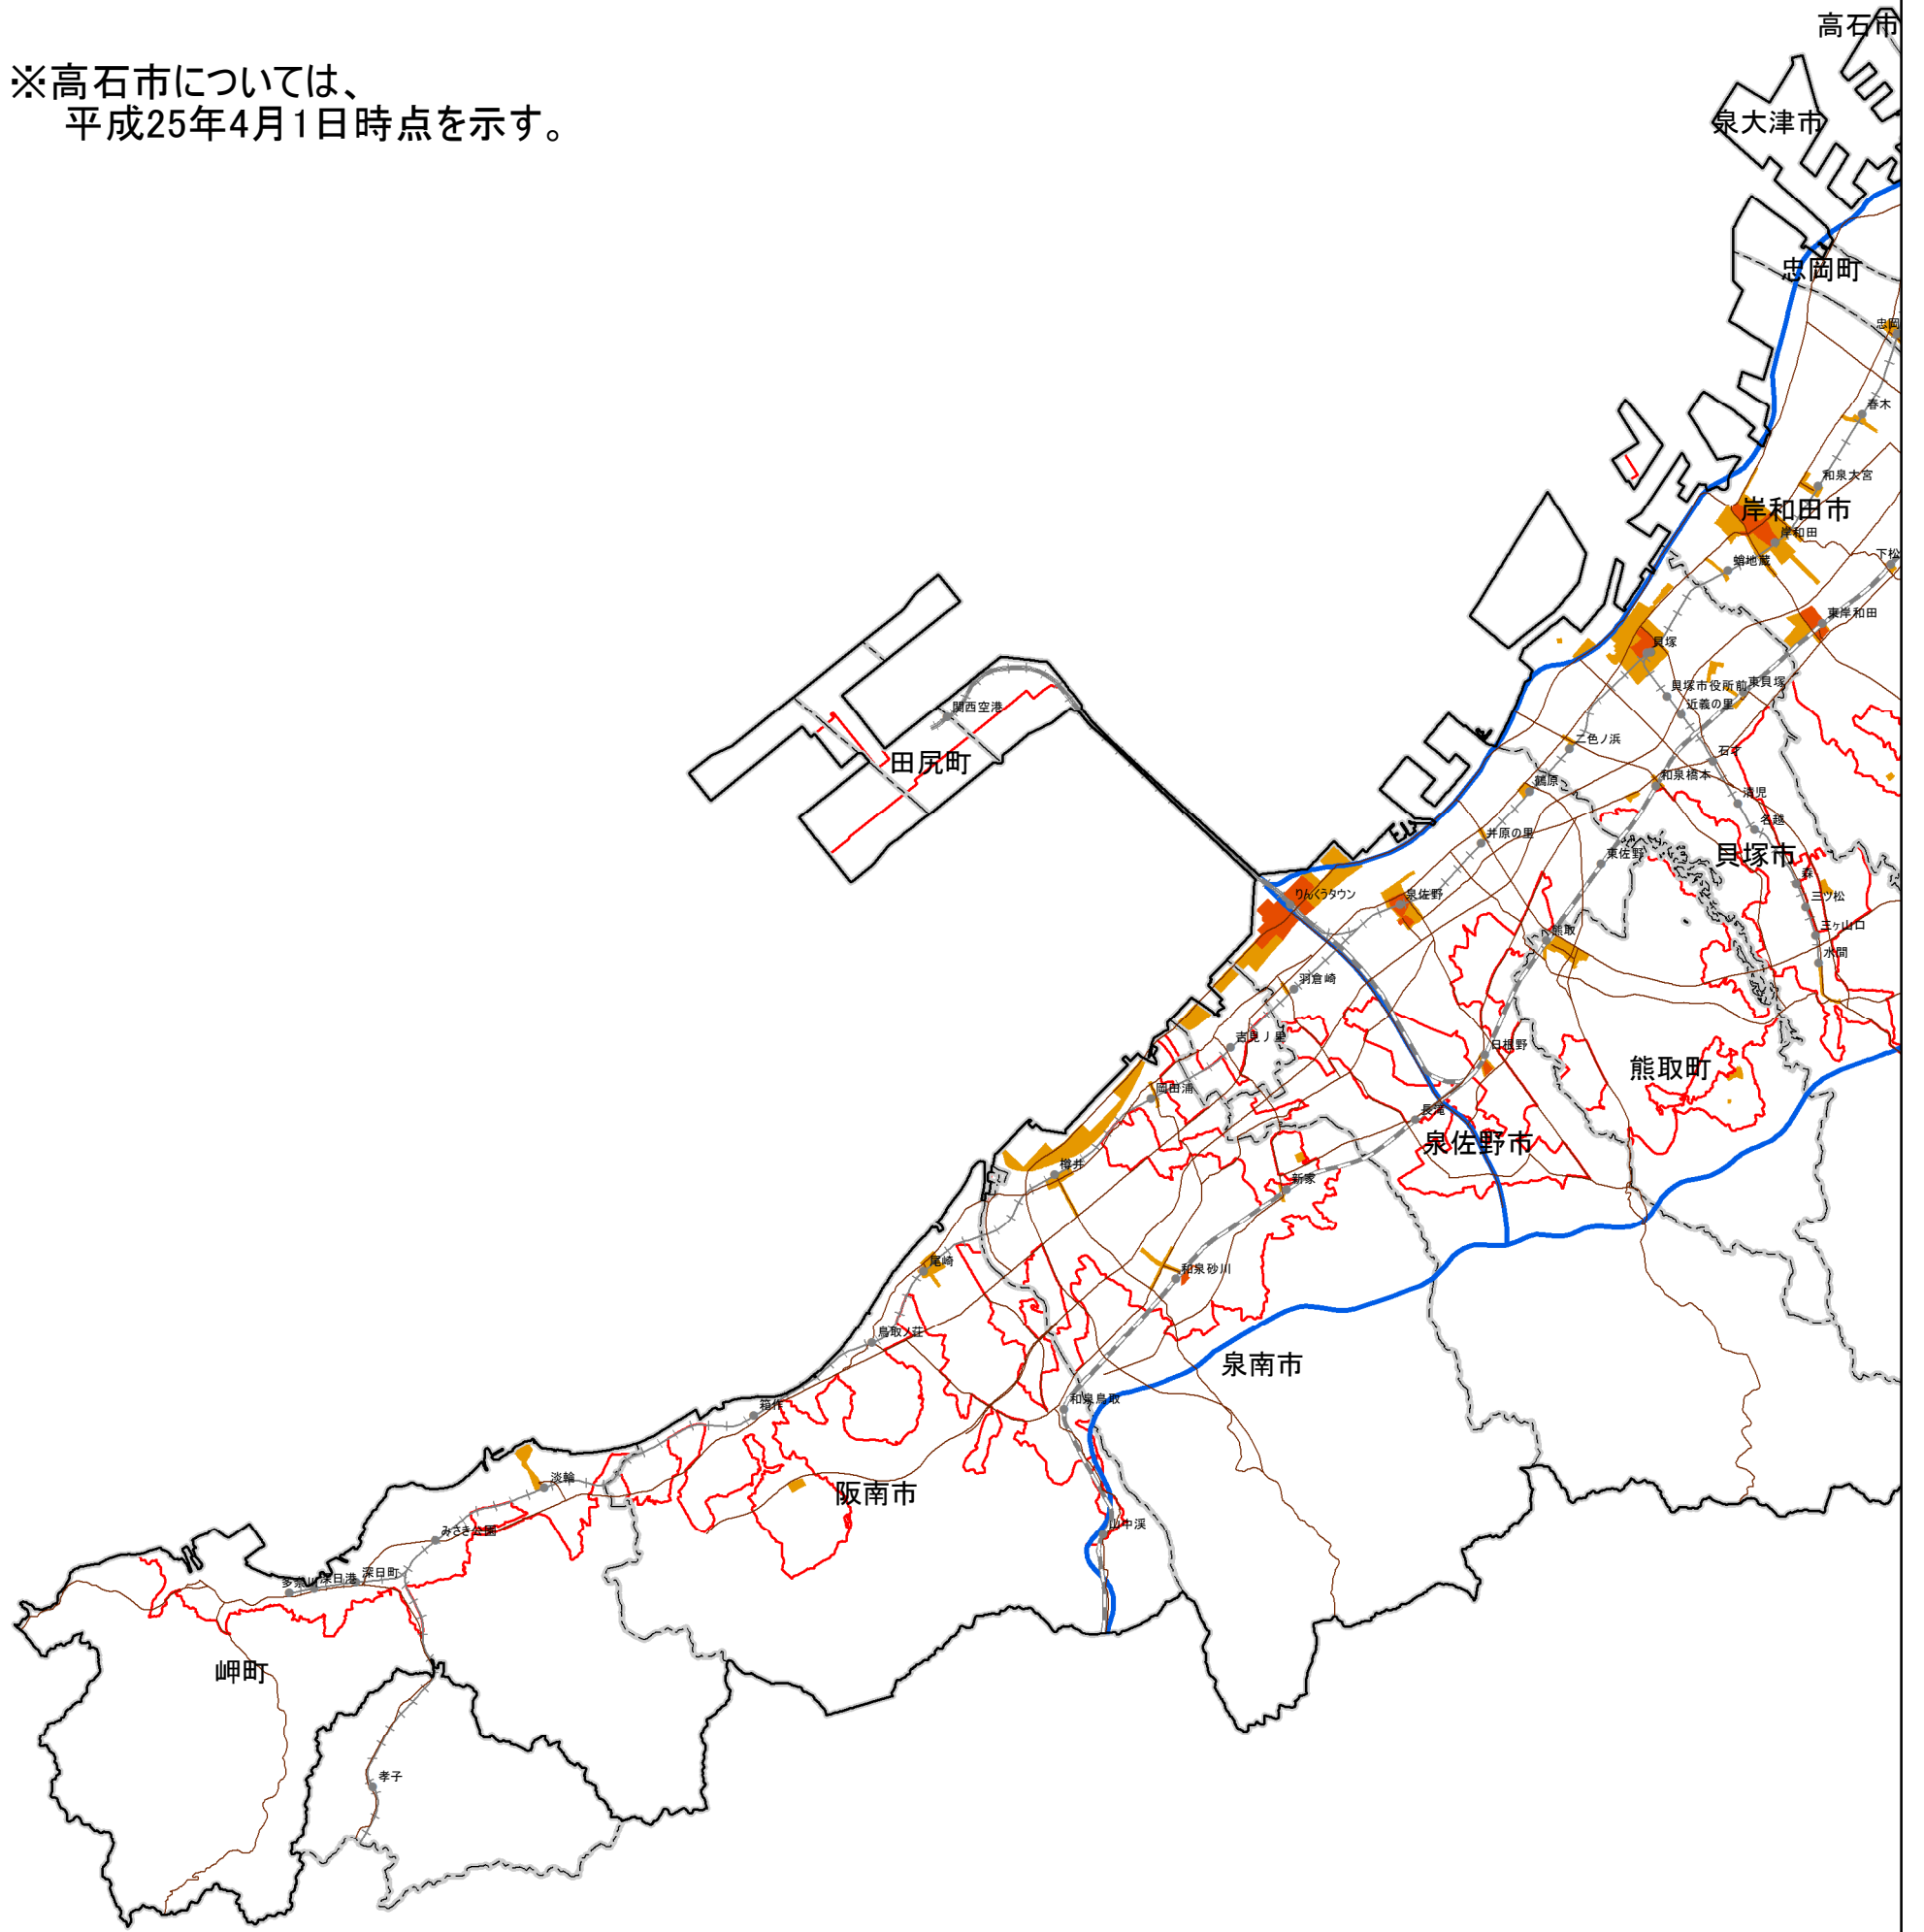 高石市
※高石市については、
平成25年4月1日時点を示す。
泉大津市
忠岡町
忠岡
春木
和泉大宮
岸和田市
岸和田
下松
蛸地蔵
東岸和田
貝塚
貝塚市役所前
東貝塚
近義の里
関西空港
二色ノ浜
田尻町
石才
和泉橋本
鶴原
清児
名越
井原の里
貝塚市
東佐野
森
りんくうタウン
泉佐野
三ツ松
三ヶ山口
熊取
水間
羽倉崎
吉見ノ里
日根野
熊取町
岡田浦
長滝
泉佐野市
樽井
新家
尾崎
和泉砂川
鳥取ノ荘
泉南市
和泉鳥取
箱作
淡輪
阪南市
山中渓
みさき公園
多奈川
深日港
深日町
岬町
孝子